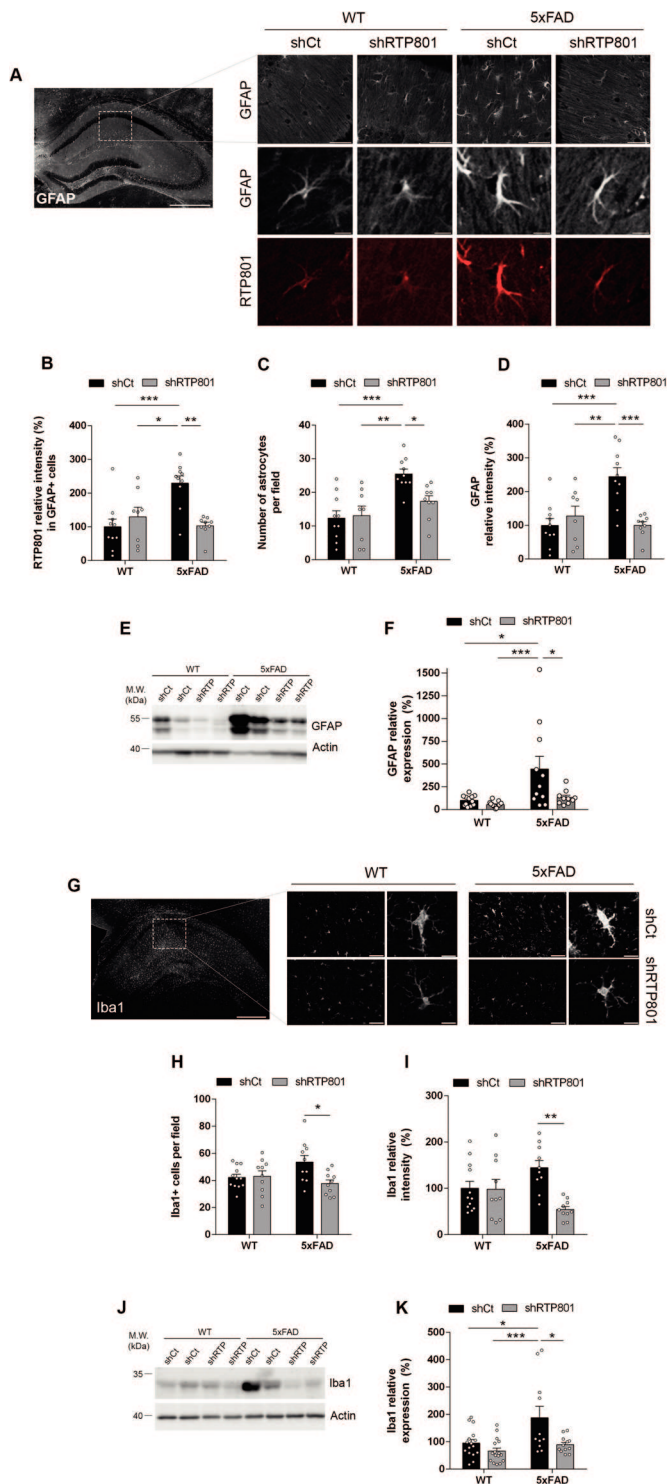 WT 5xFAD
shCt shRTP801 shCt shRTP801
A
GFAP
GFAP
GFAP
RTP801
B
shCt shRTP801
RTP801 relative intensity (%)
in GFAP+ cells
400
300
200
100
0
***
* **
WT 5xFAD
C
shCt shRTP801
Number of astrocytes
per field
40
30
20
10
0
***
** *
WT 5xFAD
D
shCt shRTP801
GFAP
relative intensity (%)
400
300
200
100
0
***
** ***
WT 5xFAD
E
WT 5xFAD
M.W.
(kDa)
shCt shCt shRTP shRTP shCt shCt shRTP shRTP
55
GFAP
40
Actin
F
shCt shRTP801
GFAP relative
expression (%)
1500
1250
1000
750
500
250
0
*
*** *
WT 5xFAD
G
WT 5xFAD
shCt
shRTP801
Iba1
H
shCt shRTP801
Iba1+ cells per field
100
80
60
40
20
0
*
WT 5xFAD
I
shCt shRTP801
Iba1 relative
intensity (%)
300
200
100
0
**
WT 5xFAD
J
WT 5xFAD
M.W.
(kDa)
shCt shCt shRTP shRTP shCt shCt shRTP shRTP
35
Iba1
40
Actin
K
shCt shRTP801
Iba1 relative
expression (%)
500
400
300
200
100
0
*
*** *
WT 5xFAD